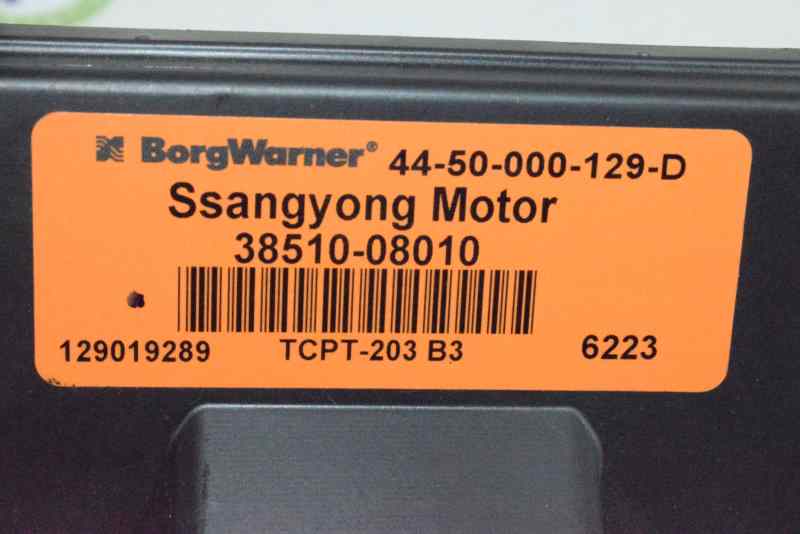 BorgWarner® 44-50-000-129-D
Ssangyong Motor
38510-08010
129019289 TCPT-203 B3 6223